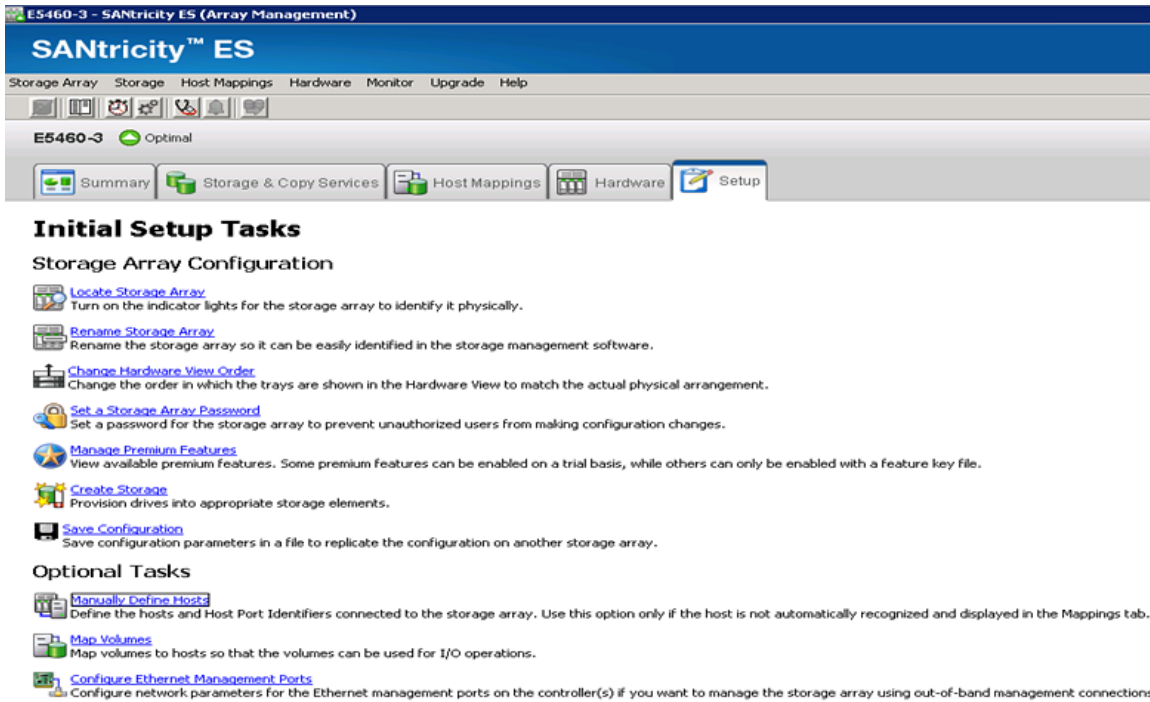 E5460-3 - SANtricity ES (Array Management)
SANtricity™ ES
Storage Array Storage Host Mappings Hardware Monitor Upgrade Help
E5460-3 Optimal
Summary Storage & Copy Services Host Mappings Hardware Setup
Initial Setup Tasks
Storage Array Configuration
Locate Storage Array
Turn on the indicator lights for the storage array to identify it physically.
Rename Storage Array
Rename the storage array so it can be easily identified in the storage management software.
Change Hardware View Order
Change the order in which the trays are shown in the Hardware View to match the actual physical arrangement.
Set a Storage Array Password
Set a password for the storage array to prevent unauthorized users from making configuration changes.
Manage Premium Features
View available premium features. Some premium features can be enabled on a trial basis, while others can only be enabled with a feature key file.
Create Storage
Provision drives into appropriate storage elements.
Save Configuration
Save configuration parameters in a file to replicate the configuration on another storage array.
Optional Tasks
Manually Define Hosts
Define the hosts and Host Port Identifiers connected to the storage array. Use this option only if the host is not automatically recognized and displayed in the Mappings tab.
Map Volumes
Map volumes to hosts so that the volumes can be used for I/O operations.
Configure Ethernet Management Ports
Configure network parameters for the Ethernet management ports on the controller(s) if you want to manage the storage array using out-of-band management connections